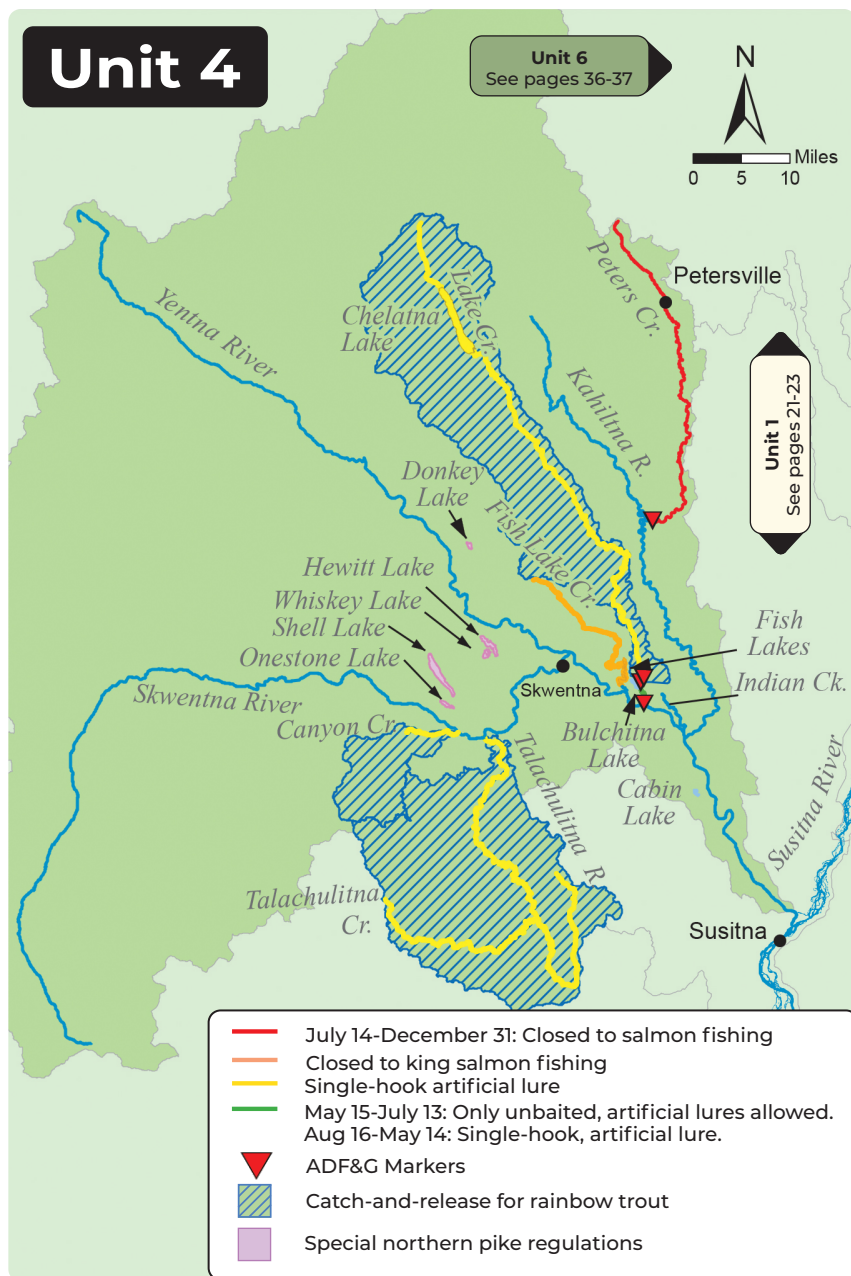 Unit 4
Unit 6
See pages 36-37
N
Miles
0 5 10
Petersville
Peters Cr.
Yentna River
Chelatna
Lake
Lake Cr.
Kahiltna R.
Unit 1
See pages 21-23
Donkey
Lake
Fish Lake Cr.
Hewitt Lake
Whiskey Lake
Shell Lake
Onestone Lake
Fish
Lakes
Skwentna
Indian Ck.
Skwentna River
Canyon Cr.
Bulchitna
Lake
Talachulitna R.
Cabin
Lake
Susitna River
Talachulitna
Cr.
Susitna
July 14-December 31: Closed to salmon fishing
Closed to king salmon fishing
Single-hook artificial lure
May 15-July 13: Only unbaited, artificial lures allowed.
Aug 16-May 14: Single-hook, artificial lure.
ADF&G Markers
Catch-and-release for rainbow trout
Special northern pike regulations